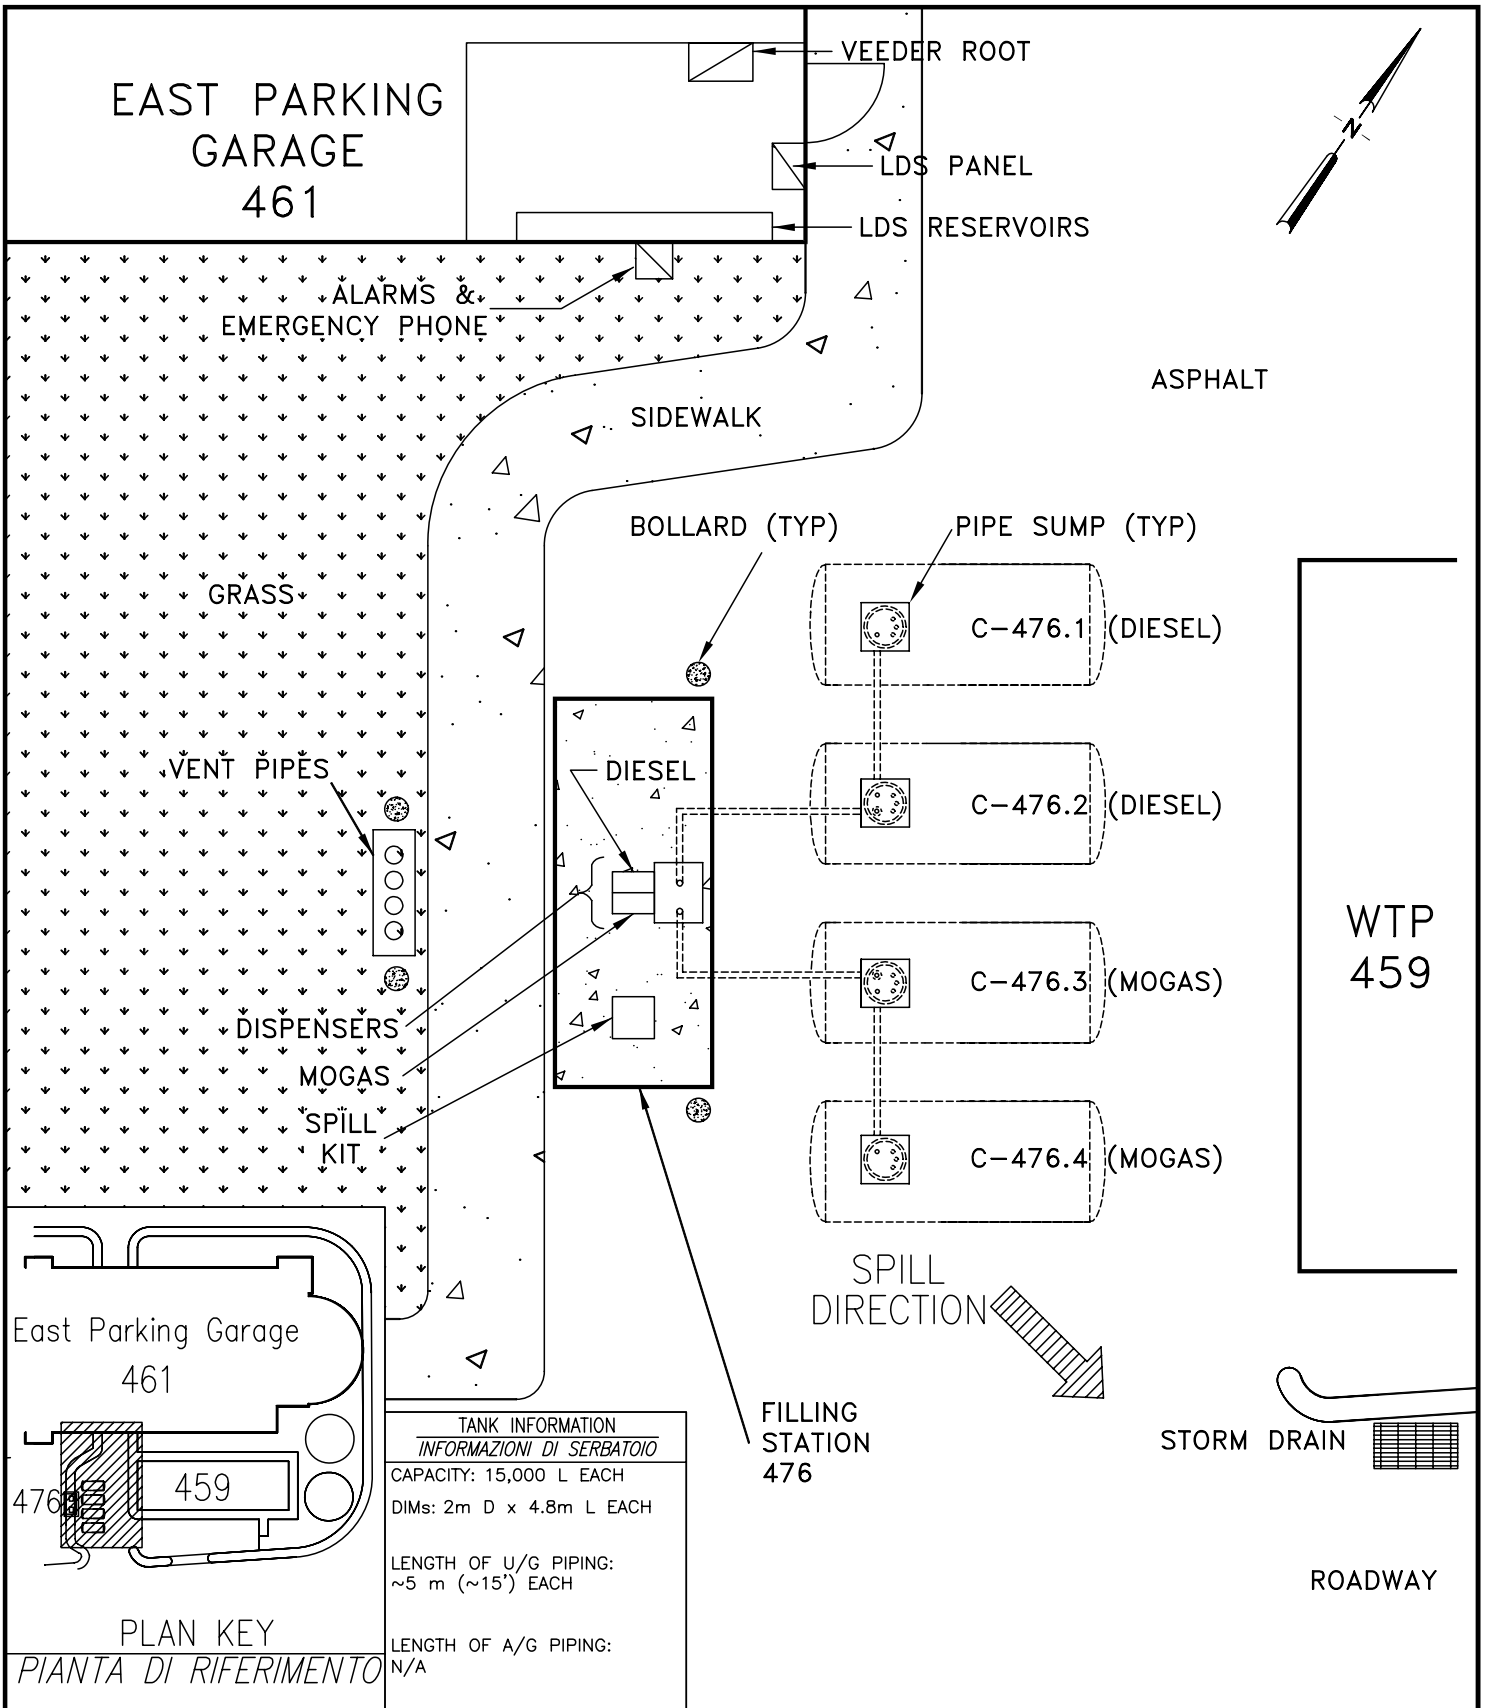 EAST PARKING
GARAGE
461
VEEDER ROOT
LDS PANEL
LDS RESERVOIRS
N
ALARMS &
EMERGENCY PHONE
ASPHALT
SIDEWALK
BOLLARD (TYP)
PIPE SUMP (TYP)
GRASS
C-476.1 (DIESEL)
VENT PIPES
DIESEL
C-476.2 (DIESEL)
WTP
459
C-476.3 (MOGAS)
DISPENSERS
MOGAS
SPILL
KIT
C-476.4 (MOGAS)
SPILL
DIRECTION
East Parking Garage
461
476
459
PLAN KEY
PIANTA DI RIFERIMENTO
TANK INFORMATION
INFORMAZIONI DI SERBATOIO
CAPACITY: 15,000 L EACH
DIMs: 2m D x 4.8m L EACH
LENGTH OF U/G PIPING:
~5 m (~15') EACH
LENGTH OF A/G PIPING:
N/A
FILLING
STATION
476
STORM DRAIN
ROADWAY